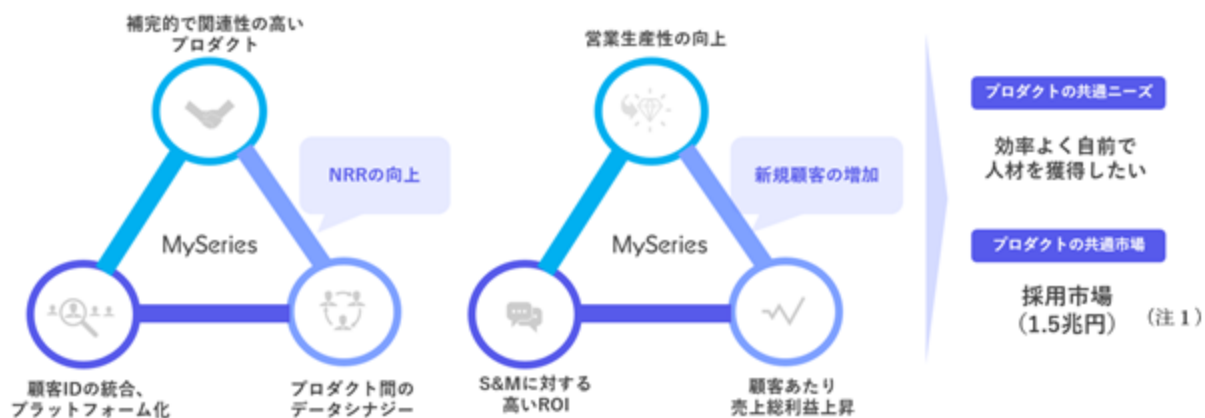 補完的で関連性の高い
プロダクト
NRRの向上
MySeries
顧客IDの統合、
プラットフォーム化
プロダクト間の
データシナジー
営業生産性の向上
新規顧客の増加
MySeries
S&Mに対する
高いROI
顧客あたり
売上総利益上昇
プロダクトの共通ニーズ
効率よく自前で
人材を獲得したい
プロダクトの共通市場
採用市場
（1.5兆円）
（注１）